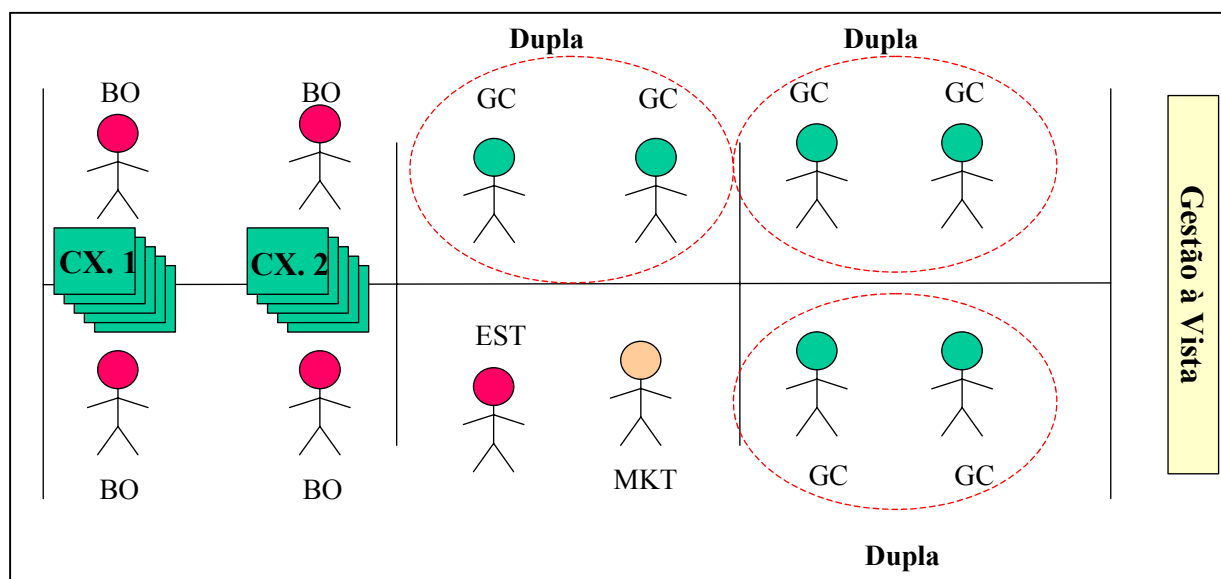 Dupla
Dupla
BO
BO
GC
GC
GC
GC
CX. 1
CX. 2
Gestão à Vista
EST
MKT
BO
BO
GC
GC
Dupla